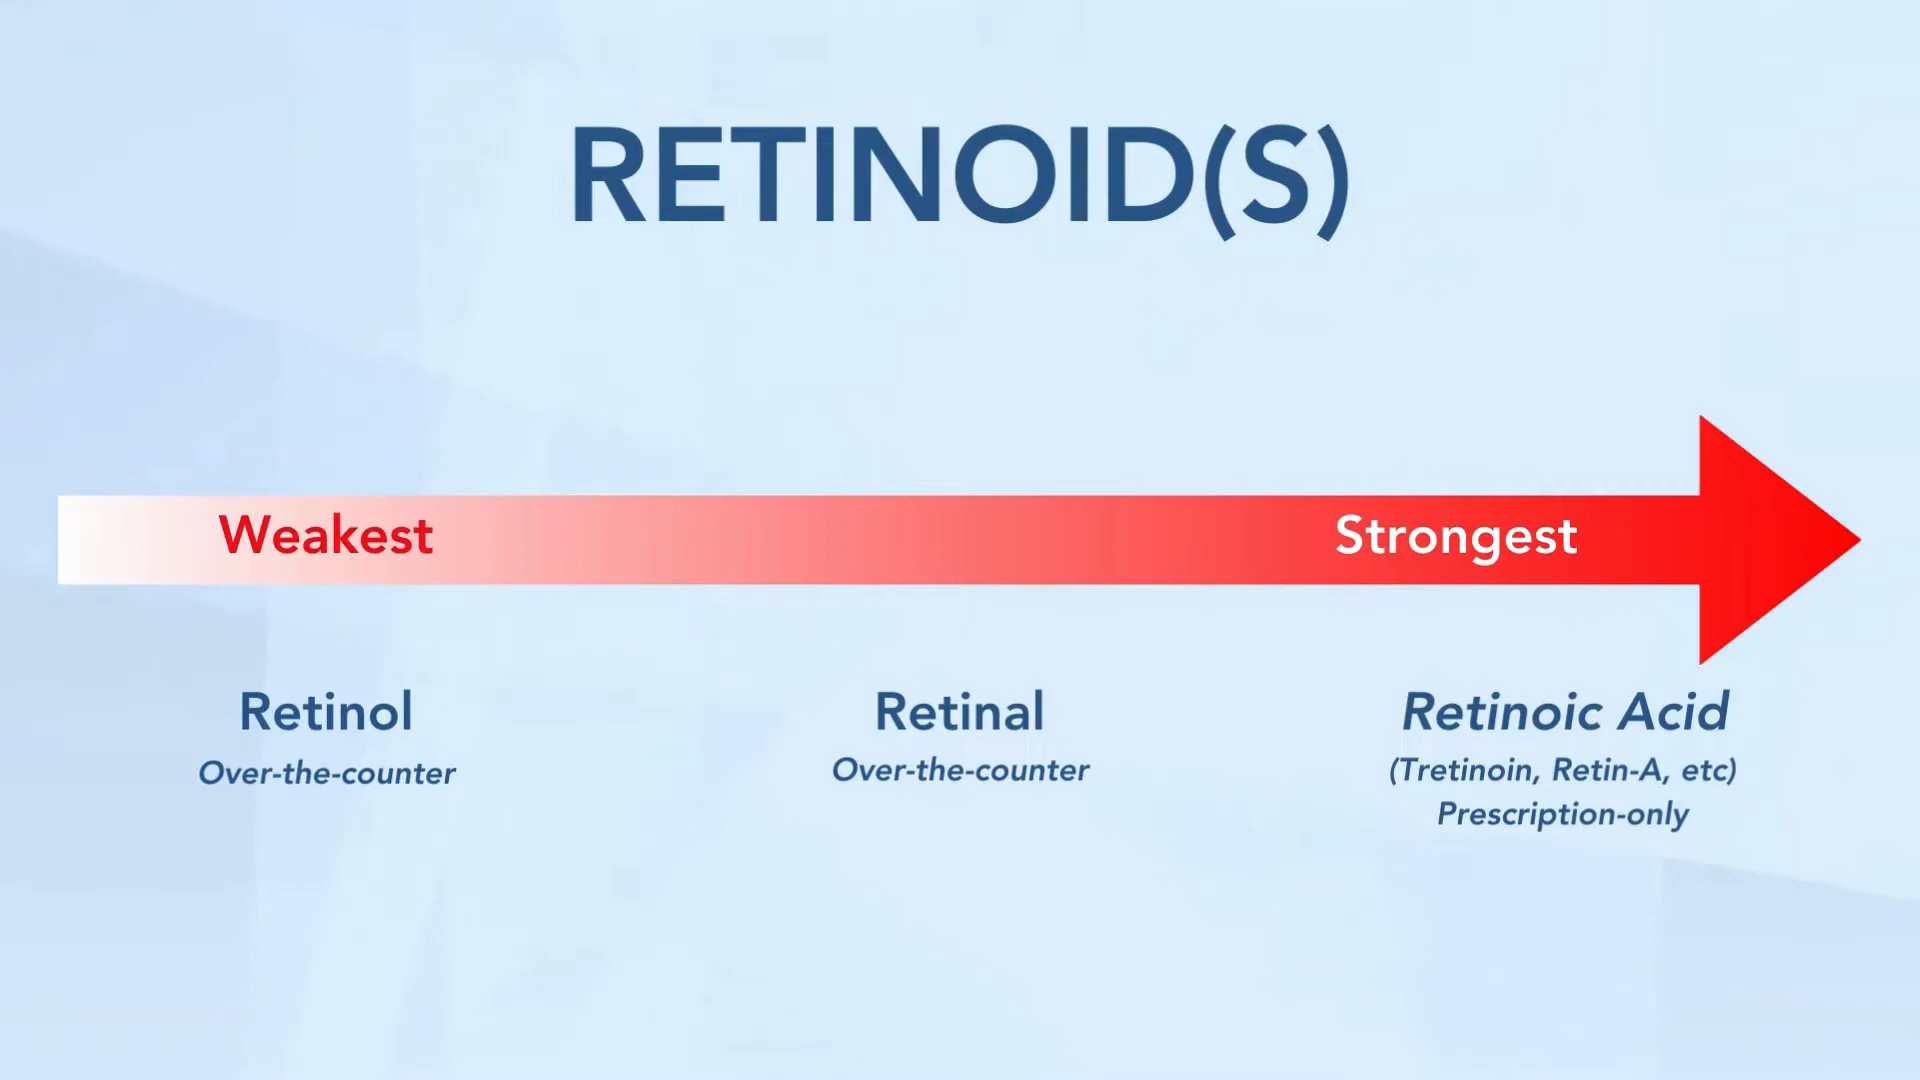 RETINOID(S)
Weakest
Strongest
Retinol
Over-the-counter
Retinal
Over-the-counter
Retinoic Acid
(Tretinoin, Retin-A, etc)
Prescription-only